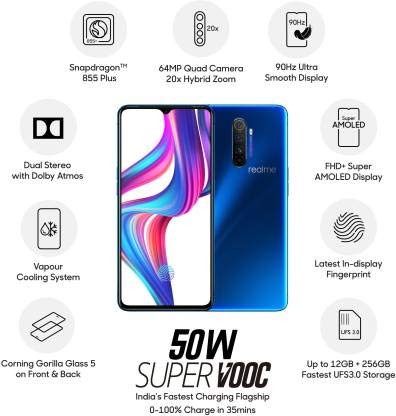 855+
20x
90Hz
Snapdragon™
855 Plus
64MP Quad Camera
20x Hybrid Zoom
90Hz Ultra
Smooth Display
Super
AMOLED
Dual Stereo
with Dolby Atmos
realme
FHD+ Super
AMOLED Display
Vapour
Cooling System
Latest In-display
Fingerprint
UFS 3.0
Corning Gorilla Glass 5
on Front & Back
50W
SUPER VOOC
India's Fastest Charging Flagship
0-100% Charge in 35mins
Up to 12GB + 256GB
Fastest UFS3.0 Storage